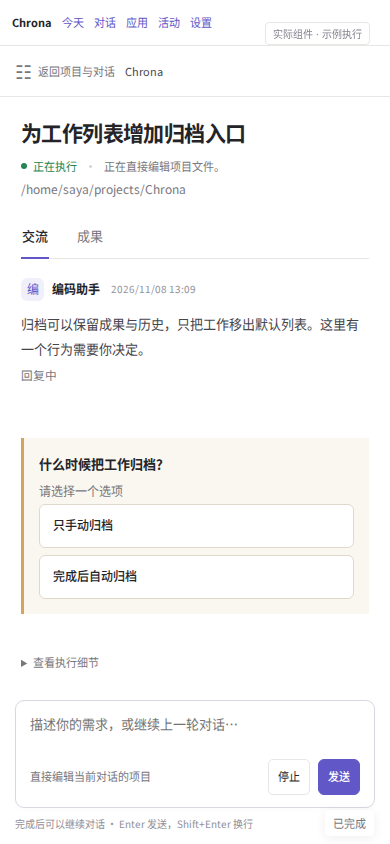 Chrona 今天 对话 应用 活动 设置
实际组件 · 示例执行
返回项目与对话 Chrona
为工作列表增加归档入口
正在执行 • 正在直接编辑项目文件。
/home/saya/projects/Chrona
交流 成果
编 编码助手 2026/11/08 13:09
归档可以保留成果与历史，只把工作移出默认列表。这里有
一个行为需要你决定。
回复中
什么时候把工作归档？
请选择一个选项
只手动归档
完成后自动归档
▶ 查看执行细节
描述你的需求，或继续上一轮对话…
直接编辑当前对话的项目 停止 发送
完成后可以继续对话 • Enter 发送，Shift+Enter 换行
已完成